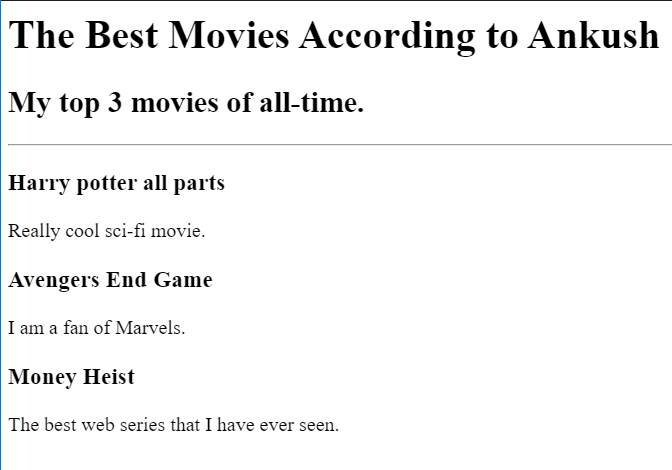 The Best Movies According to Ankush
My top 3 movies of all-time.
Harry potter all parts
Really cool sci-fi movie.
Avengers End Game
I am a fan of Marvels.
Money Heist
The best web series that I have ever seen.